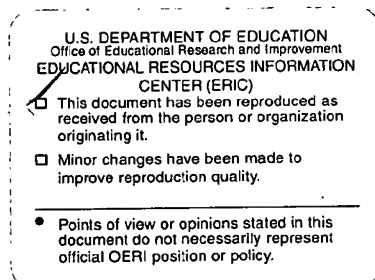 U.S. DEPARTMENT OF EDUCATION
Office of Educational Research and Improvement
EDUCATIONAL RESOURCES INFORMATION
CENTER (ERIC)
☐ This document has been reproduced as
received from the person or organization
originating it.
☐ Minor changes have been made to
improve reproduction quality.
• Points of view or opinions stated in this
document do not necessarily represent
official OERI position or policy.